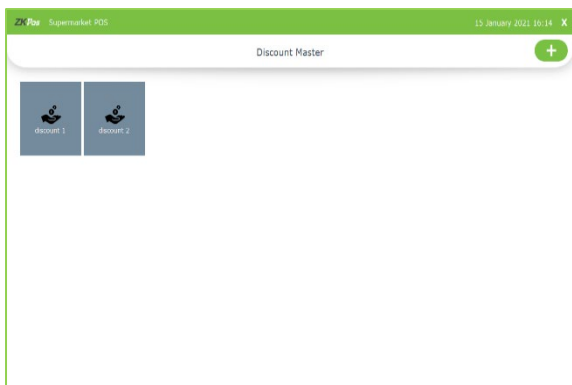 ZKPos Supermarket POS 15 January 2021 16:14 X
Discount Master +
discount 1 discount 2